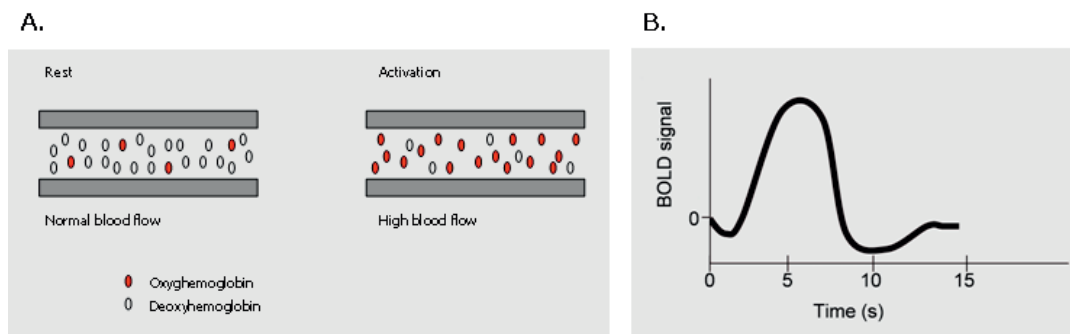 A.
Rest
Activation
Normal blood flow
High blood flow
Oxyghemoglobin
Deoxyhemoglobin
B.
BOLD signal
0
0
5
10
15
Time (s)